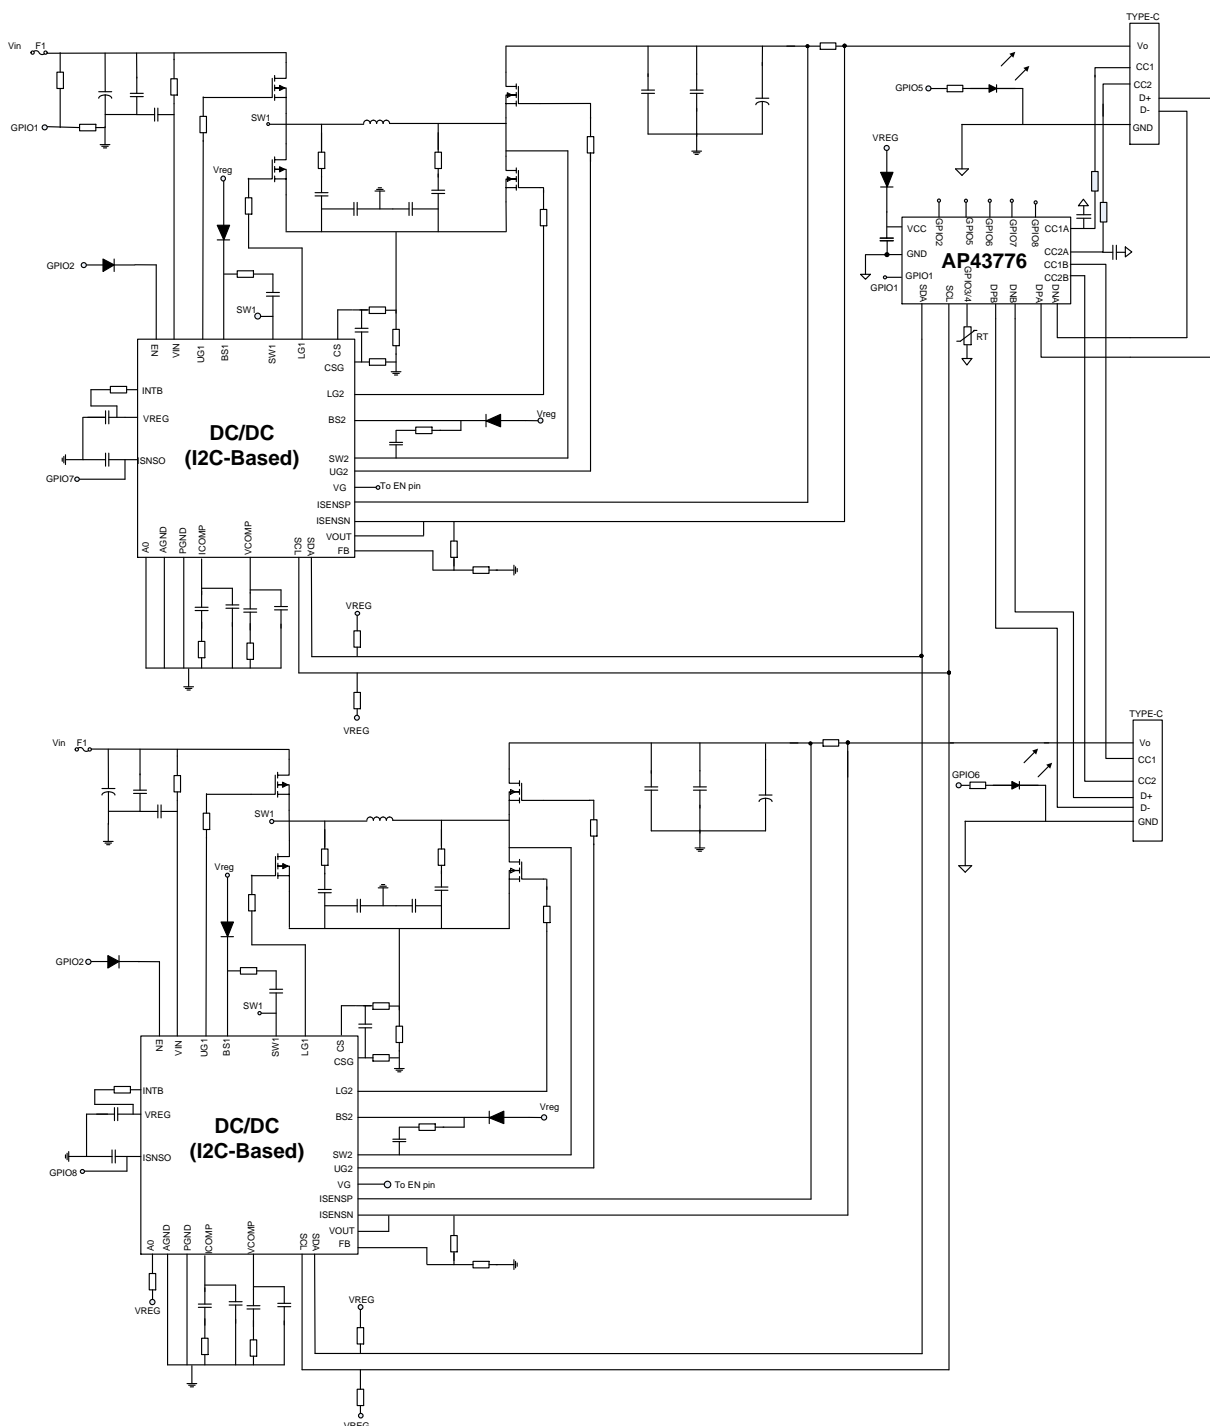 TYPE-C
Vin
F1
Vo
CC1
CC2
D+
D-
GND
GPIO5
GPIO1
SW1
VREG
Vreg
VCC
GPIO2
GPIO5
GPIO6
GPIO7
GPIO8
CC1A
CC2A
CC1B
CC2B
GND
AP43776
GPIO1
GPIO1
SDA
SCL
GPIO3/4
DPB
DNB
DPA
DNA
RT
GPIO2
SW1
EN
VIN
UG1
BS1
SW1
LG1
CS
CSG
INTB
LG2
VREG
BS2
Vreg
DC/DC
(I2C-Based)
ISNSO
SW2
UG2
GPIO7
VG
To EN pin
ISENSP
ISENSN
VOUT
FB
A0
AGND
PGND
ICOMP
VCOMP
SCL
SDA
VREG
VREG
TYPE-C
Vin
F1
Vo
CC1
CC2
D+
D-
GND
GPIO6
SW1
Vreg
GPIO2
SW1
EN
VIN
UG1
BS1
SW1
LG1
CS
CSG
INTB
LG2
VREG
BS2
Vreg
DC/DC
(I2C-Based)
ISNSO
SW2
UG2
GPIO8
VG
To EN pin
ISENSP
ISENSN
VOUT
FB
A0
AGND
PGND
ICOMP
VCOMP
SCL
SDA
VREG
VREG
VREG